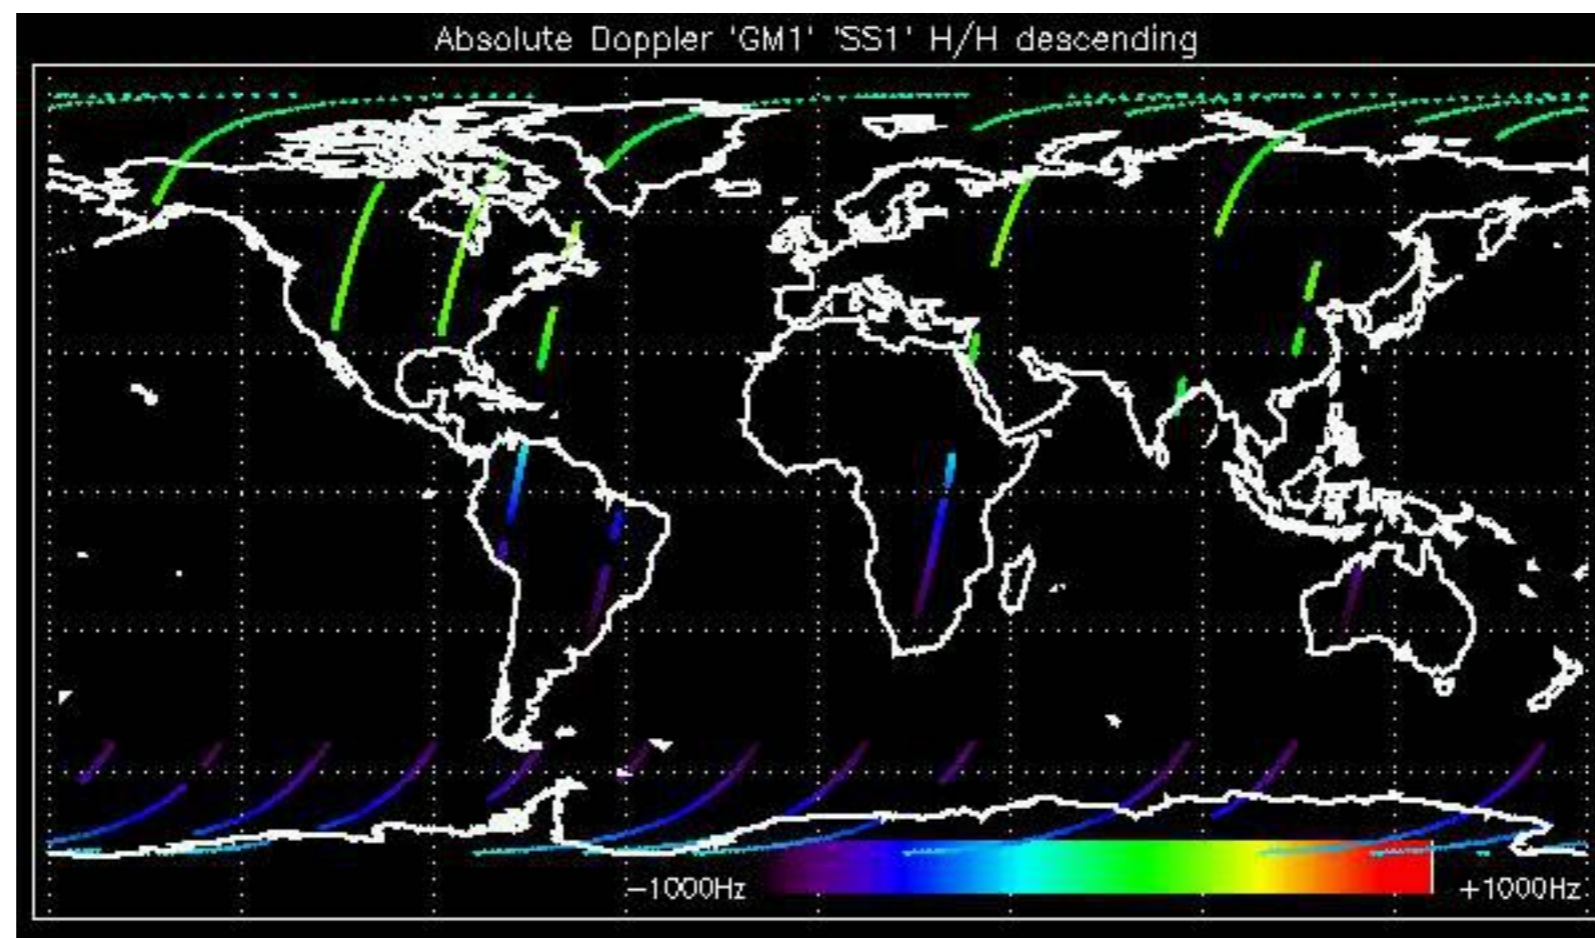 Absolute Doppler 'GM1' 'SS1' H/H descending
-1000Hz +1000Hz